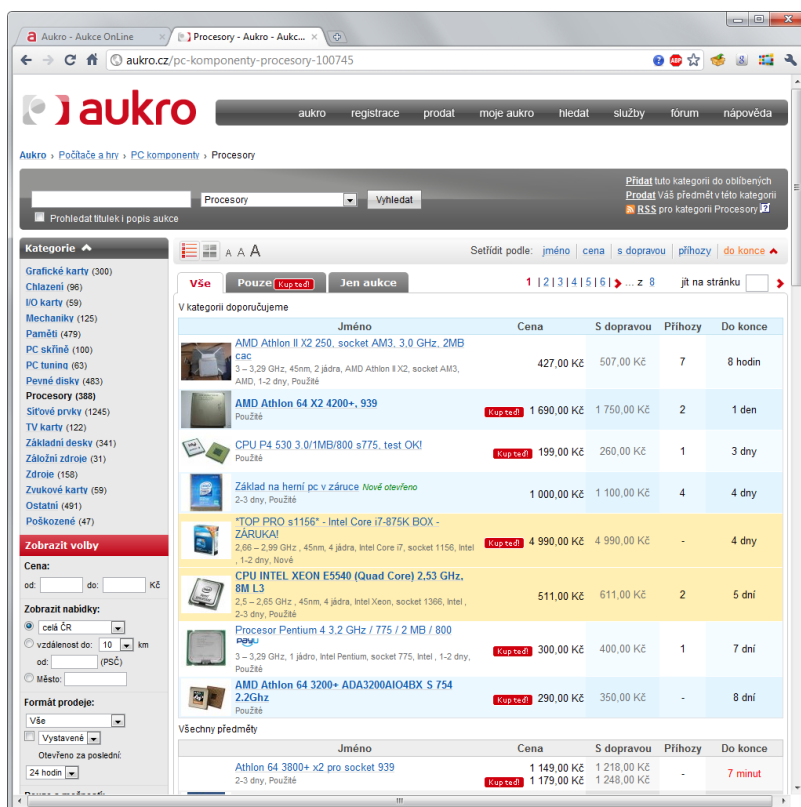 Aukro - Aukce OnLine
Procesory - Aukro - Aukc...
aukro.cz/pc-komponenty-procesory-100745
aukro
aukro registrace prodat moje aukro hledat služby fórum nápověda
Aukro › Počítače a hry › PC komponenty › Procesory
Přidat tuto kategorii do oblíbených
Procesory Vyhledat
Prodat Váš předmět v této kategorii
Prohledat titulek i popis aukce
RSS pro kategorii Procesory ?
Kategorie
Grafické karty (300)
Chlazení (96)
I/O karty (59)
Mechaniky (125)
Paměti (479)
PC skříně (100)
PC tuning (63)
Pevné disky (483)
Procesory (388)
Síťové prvky (1245)
TV karty (122)
Základní desky (341)
Záložní zdroje (31)
Zdroje (158)
Zvukové karty (59)
Ostatní (491)
Poškozené (47)
Zobrazit volby
Cena:
od: do: Kč
Zobrazit nabídky:
celá ČR
vzdálenost do: 10 km
od: (PSČ)
Město:
Formát prodeje:
Vše
Vystavené
Otevřeno za poslední:
24 hodin
A A A
Setřídit podle: jméno | cena | s dopravou | příhozy | do konce
Vše Pouze Kup teď! Jen aukce
1 | 2 | 3 | 4 | 5 | 6 | ... z 8 jít na stránku
V kategorii doporučujeme
Jméno Cena S dopravou Příhozy Do konce
AMD Athlon II X2 250, socket AM3, 3,0 GHz, 2MB
cac
3 – 3,29 GHz, 45nm, 2 jádra, AMD Athlon II X2, socket AM3,
AMD, 1-2 dny, Použité
427,00 Kč 507,00 Kč 7 8 hodin
AMD Athlon 64 X2 4200+, 939
Použité
Kup teď! 1 690,00 Kč 1 750,00 Kč 2 1 den
CPU P4 530 3.0/1MB/800 s775, test OK!
Použité
Kup teď! 199,00 Kč 260,00 Kč 1 3 dny
Základ na herní pc v záruce Nově otevřeno
2-3 dny, Použité
1 000,00 Kč 1 100,00 Kč 4 4 dny
"TOP PRO s1156" - Intel Core i7-875K BOX -
ZÁRUKA!
2,66 – 2,99 GHz , 45nm, 4 jádra, Intel Core i7, socket 1156, Intel
, 1-2 dny, Nové
Kup teď! 4 990,00 Kč 4 990,00 Kč - 4 dny
CPU INTEL XEON E5540 (Quad Core) 2,53 GHz,
8M L3
2,5 – 2,65 GHz , 45nm, 4 jádra, Intel Xeon, socket 1366, Intel ,
2-3 dny, Použité
511,00 Kč 611,00 Kč 2 5 dní
Procesor Pentium 4 3.2 GHz / 775 / 2 MB / 800
PayU
3 – 3,29 GHz, 1 jádro, Intel Pentium, socket 775, Intel , 1-2 dny,
Použité
Kup teď! 300,00 Kč 400,00 Kč 1 7 dní
AMD Athlon 64 3200+ ADA3200AIO4BX S 754
2.2Ghz
Použité
Kup teď! 290,00 Kč 350,00 Kč - 8 dní
Všechny předměty
Jméno Cena S dopravou Příhozy Do konce
Athlon 64 3800+ x2 pro socket 939
2-3 dny, Použité
1 149,00 Kč 1 218,00 Kč - 7 minut
Kup teď! 1 179,00 Kč 1 248,00 Kč